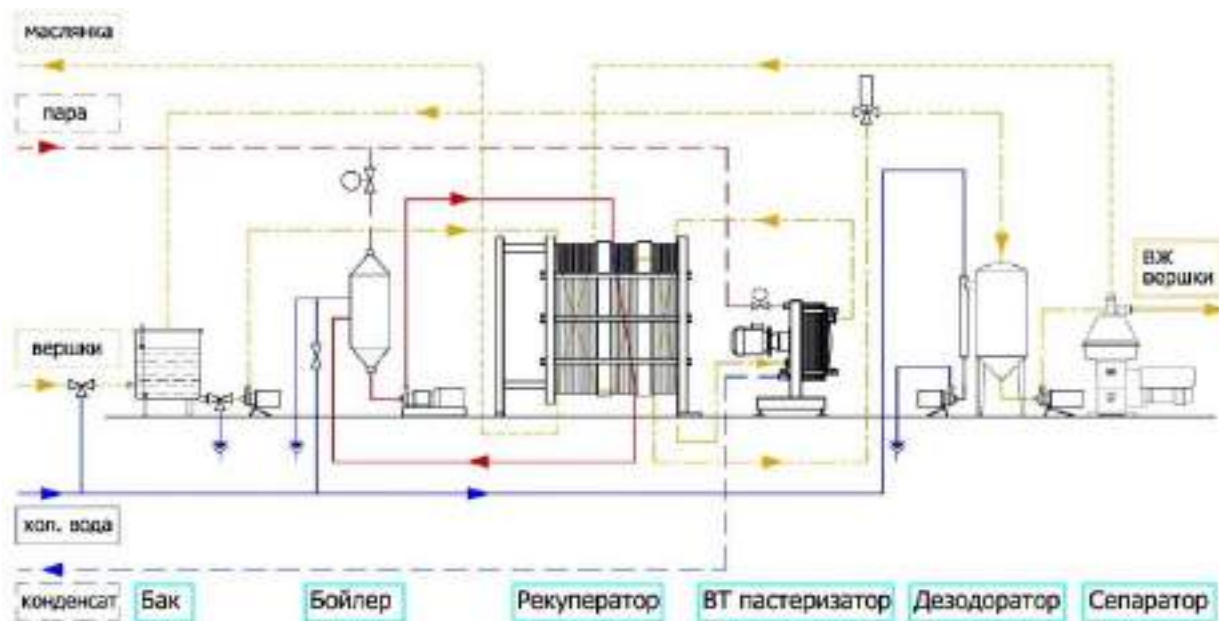 маслянка
пара
ВЖ
вершки
вершки
хол. вода
конденсат
Бак
Бойлер
Рекуператор
ВТ пастеризатор
Дезодоратор
Сепаратор